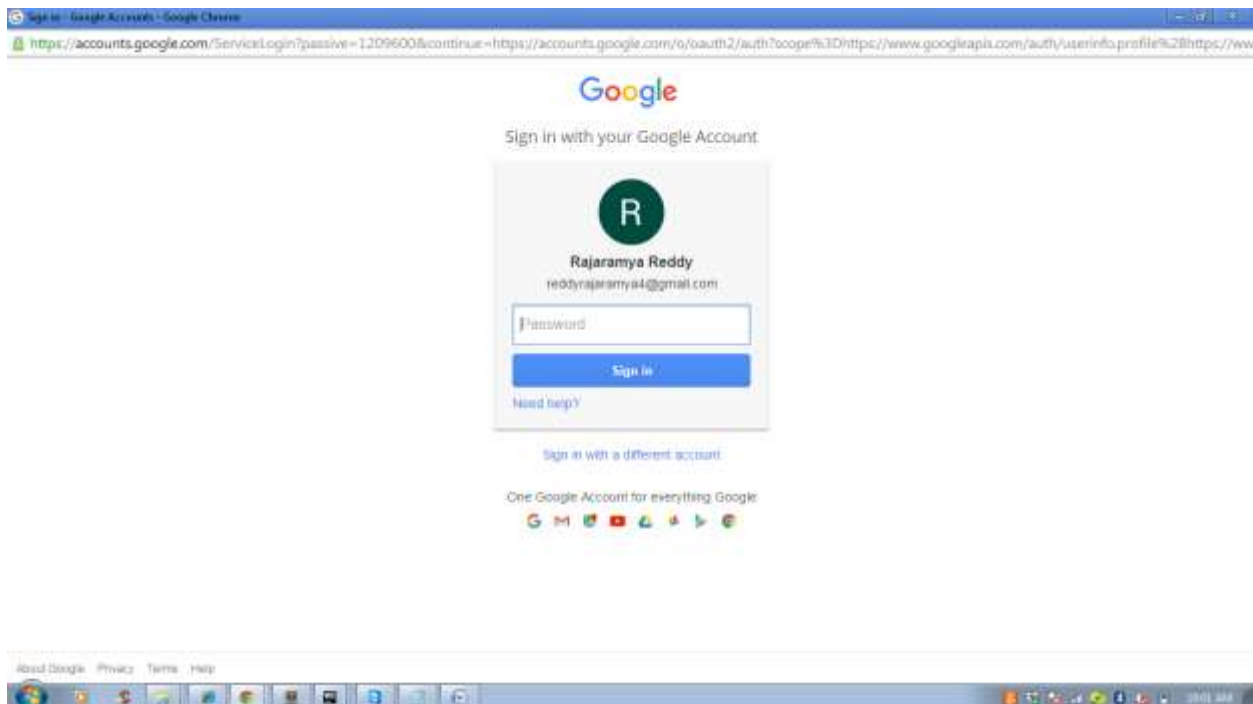 Sign in - Google Accounts - Google Chrome
https://accounts.google.com/ServiceLogin?passive=1209600&continue=https://accounts.google.com/o/oauth2/auth?scope%3Dhttps://www.googleapis.com/auth/userinfo.profile%2Bhttps://ww
Google
Sign in with your Google Account
R
Rajaramya Reddy
reddyrajaramya4@gmail.com
Password
Sign in
Need help?
Sign in with a different account
One Google Account for everything Google
About Google Privacy Terms Help
10:01 AM